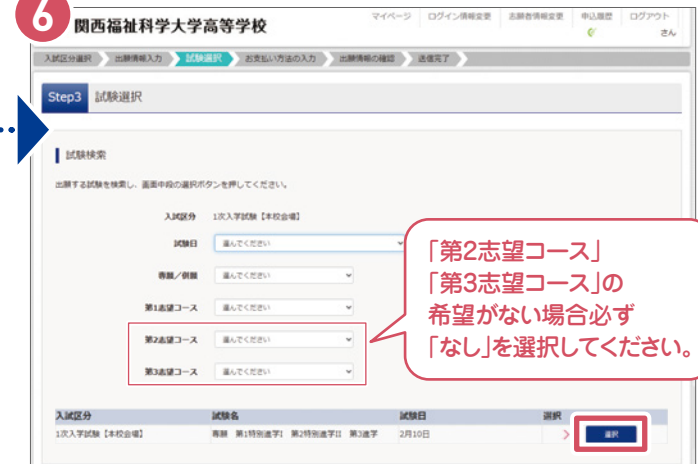 6
関西福祉科学大学高等学校
マイページ ログイン情報変更 志願者情報変更 申込履歴 ログアウト
さん
入試区分選択 出願情報入力 試験選択 お支払い方法の入力 出願情報の確認 送信完了
Step3 試験選択
試験検索
出願する試験を検索し、画面中段の選択ボタンを押してください。
入試区分 1次入学試験【本校会場】
試験日 選んでください
専願/併願 選んでください
第1志望コース 選んでください
第2志望コース 選んでください
第3志望コース 選んでください
「第2志望コース」
「第3志望コース」の
希望がない場合必ず
「なし」を選択してください。
入試区分 試験名 試験日 選択
1次入学試験【本校会場】 専願 第1特別進学I 第2特別進学II 第3進学 2月10日 選択